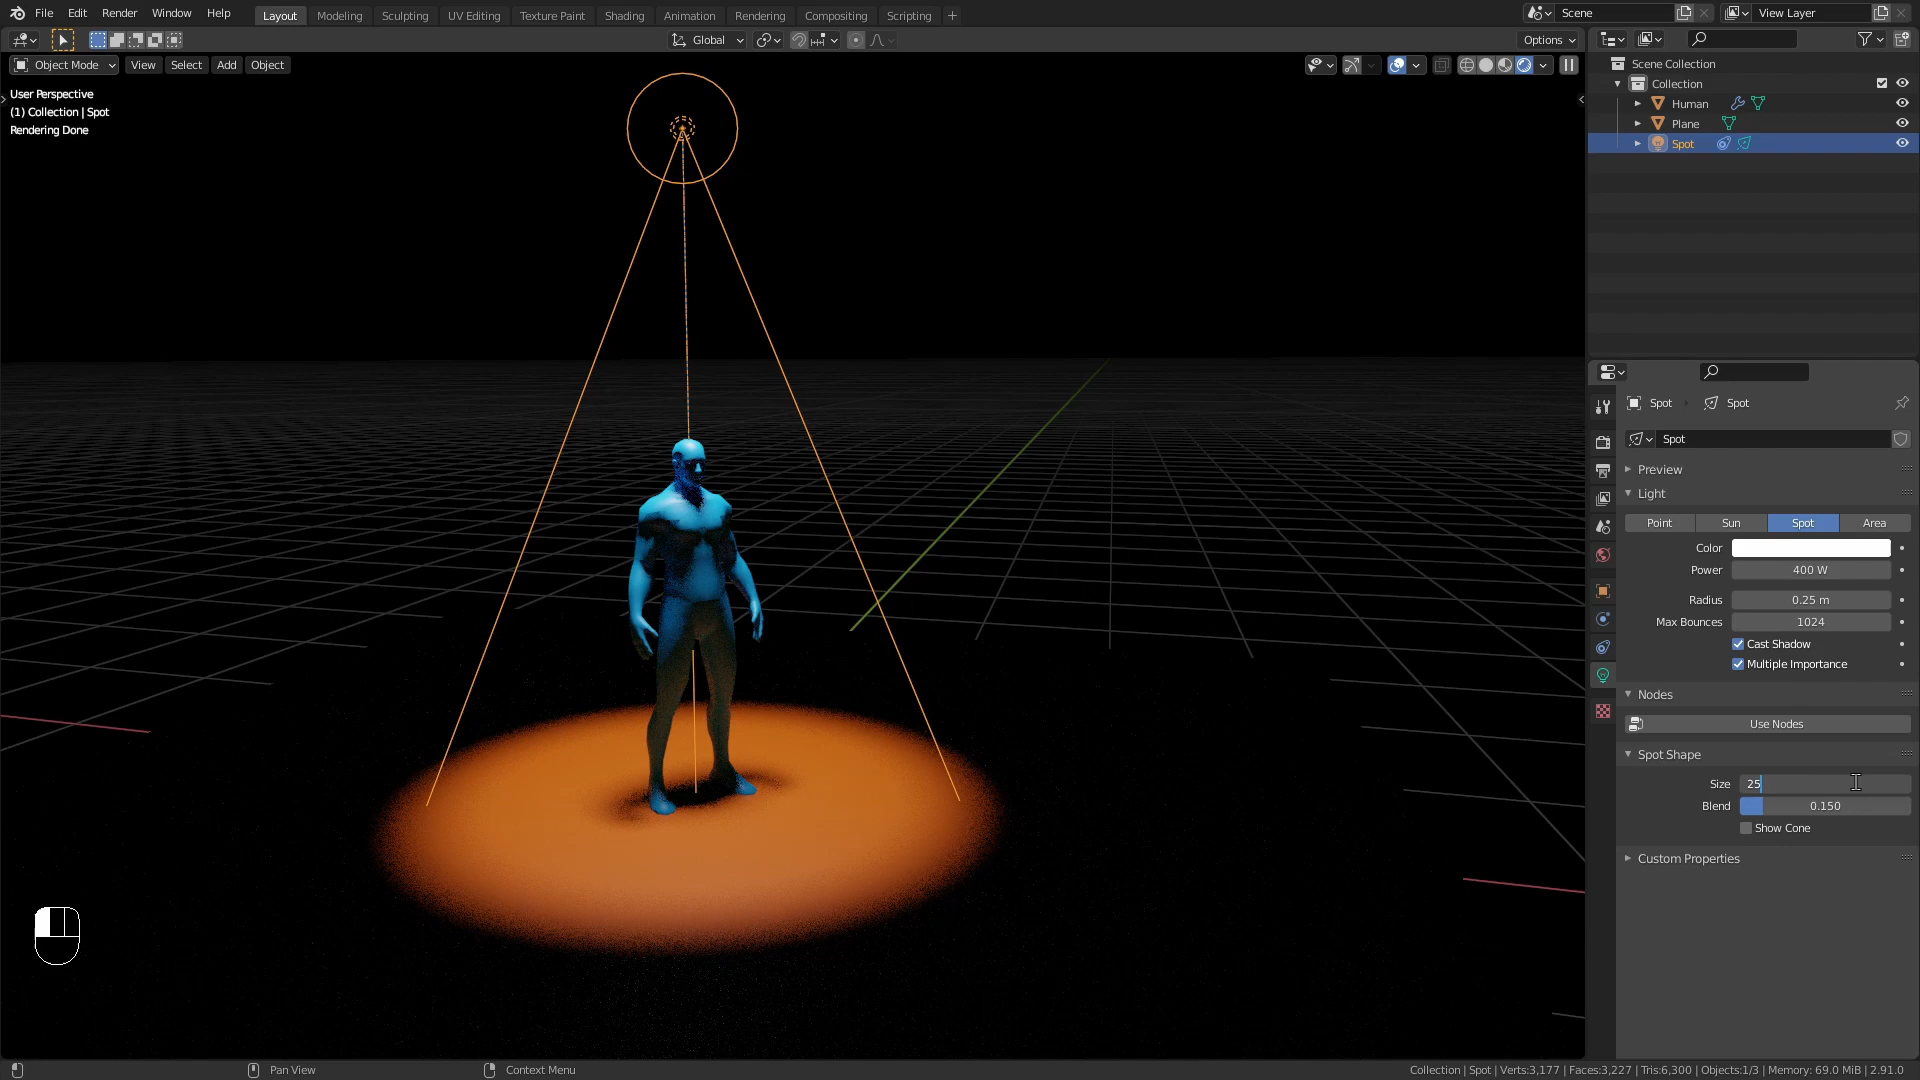 File Edit Render Window Help Layout Modeling Sculpting UV Editing Texture Paint Shading Animation Rendering Compositing Scripting + Scene View Layer
Global Options
Object Mode View Select Add Object
User Perspective
(1) Collection | Spot
Rendering Done
Scene Collection
Collection
Human
Plane
Spot
Spot Spot
Spot
Preview
Light
Point Sun Spot Area
Color
Power 400 W
Radius 0.25 m
Max Bounces 1024
Cast Shadow
Multiple Importance
Nodes
Use Nodes
Spot Shape
Size 25
Blend 0.150
Show Cone
Custom Properties
Pan View Context Menu Collection | Spot | Verts:3,177 | Faces:3,227 | Tris:6,300 | Objects:1/3 | Memory: 69.0 MiB | 2.91.0